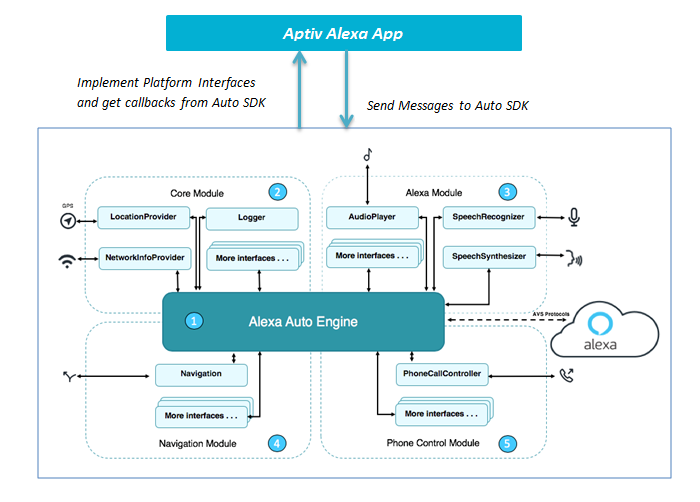 Aptiv Alexa App
Implement Platform Interfaces
and get callbacks from Auto SDK
Send Messages to Auto SDK
Core Module
2
Alexa Module
3
GPS
LocationProvider
Logger
AudioPlayer
SpeechRecognizer
NetworkInfoProvider
More interfaces . . .
More interfaces . . .
SpeechSynthesizer
1
Alexa Auto Engine
AVS Protocols
alexa
Navigation
PhoneCallController
More interfaces . . .
More interfaces . . .
Navigation Module
4
Phone Control Module
5